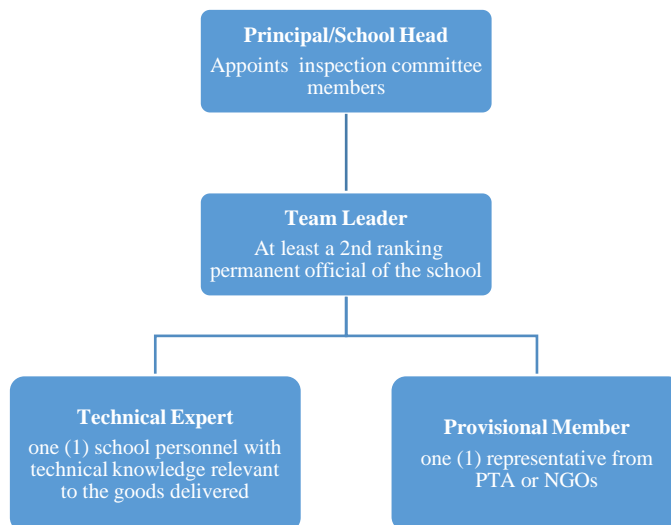 Principal/School Head
Appoints inspection committee
members
Team Leader
At least a 2nd ranking
permanent official of the school
Technical Expert
one (1) school personnel with
technical knowledge relevant
to the goods delivered
Provisional Member
one (1) representative from
PTA or NGOs